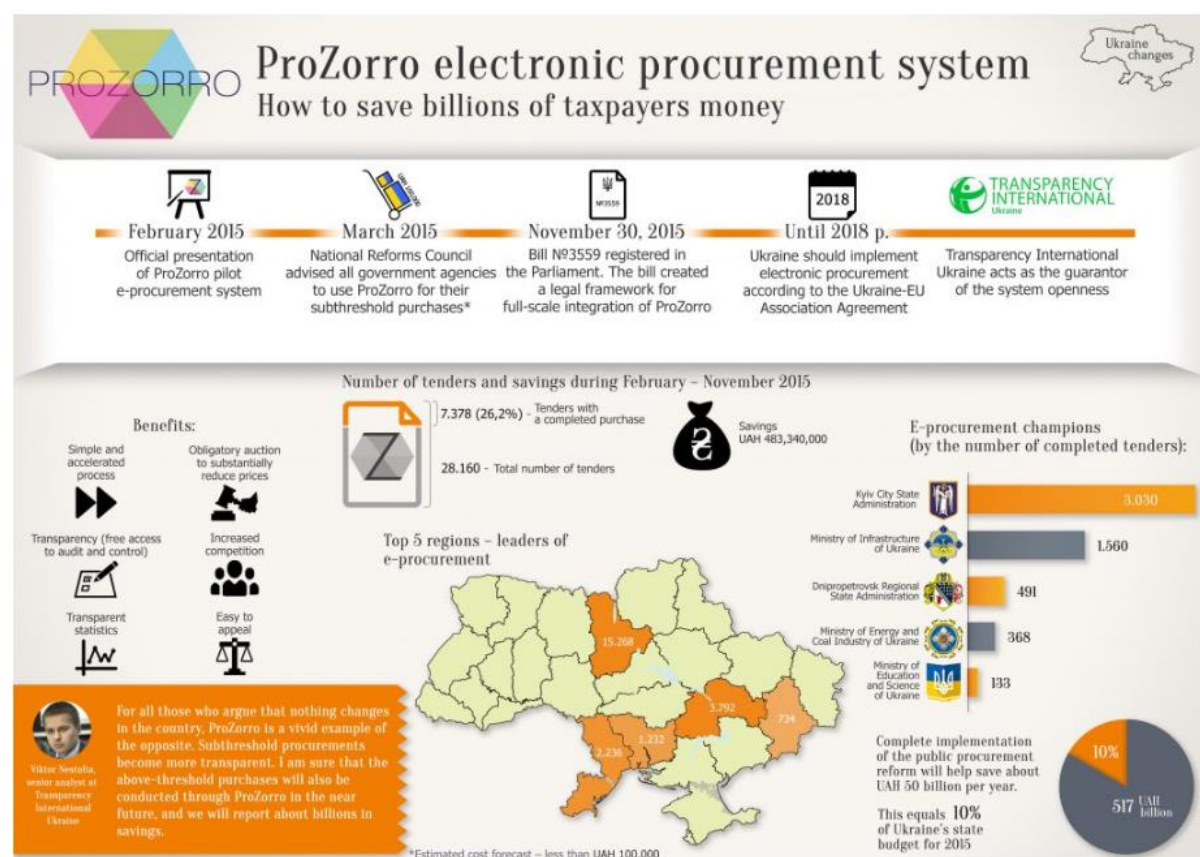 PROZORRO
ProZorro electronic procurement system
How to save billions of taxpayers money
Ukraine
changes
UAH 100,000
February 2015
Official presentation
of ProZorro pilot
e-procurement system
March 2015
National Reforms Council
advised all government agencies
to use ProZorro for their
subthreshold purchases*
№3559
November 30, 2015
Bill №3559 registered in
the Parliament. The bill created
a legal framework for
full-scale integration of ProZorro
2018
Until 2018 p.
Ukraine should implement
electronic procurement
according to the Ukraine-EU
Association Agreement
TRANSPARENCY
INTERNATIONAL
Ukraine
Transparency International
Ukraine acts as the guarantor
of the system openness
Number of tenders and savings during February – November 2015
7.378 (26,2%) - Tenders with
a completed purchase
28.160 - Total number of tenders
Savings
UAH 483,340,000
Benefits:
Simple and
accelerated
process
Obligatory auction
to substantially
reduce prices
Transparency (free access
to audit and control)
Increased
competition
Transparent
statistics
Easy to
appeal
Top 5 regions – leaders of
e-procurement
15.268
3.792
734
1.232
2.236
E-procurement champions
(by the number of completed tenders):
Kyiv City State
Administration
3.030
Ministry of Infrastructure
of Ukraine
1.560
Dnipropetrovsk Regional
State Administration
491
Ministry of Energy and
Coal Industry of Ukraine
368
Ministry of
Education
and Science
of Ukraine
133
Viktor Nestulia,
senior analyst at
Transparency
International
Ukraine
For all those who argue that nothing changes
in the country, ProZorro is a vivid example of
the opposite. Subthreshold procurements
become more transparent. I am sure that the
above-threshold purchases will also be
conducted through ProZorro in the near
future, and we will report about billions in
savings.
Complete implementation
of the public procurement
reform will help save about
UAH 50 billion per year.
This equals 10%
of Ukraine's state
budget for 2015
10%
517 UAH
billion
*Estimated cost forecast – less than UAH 100,000